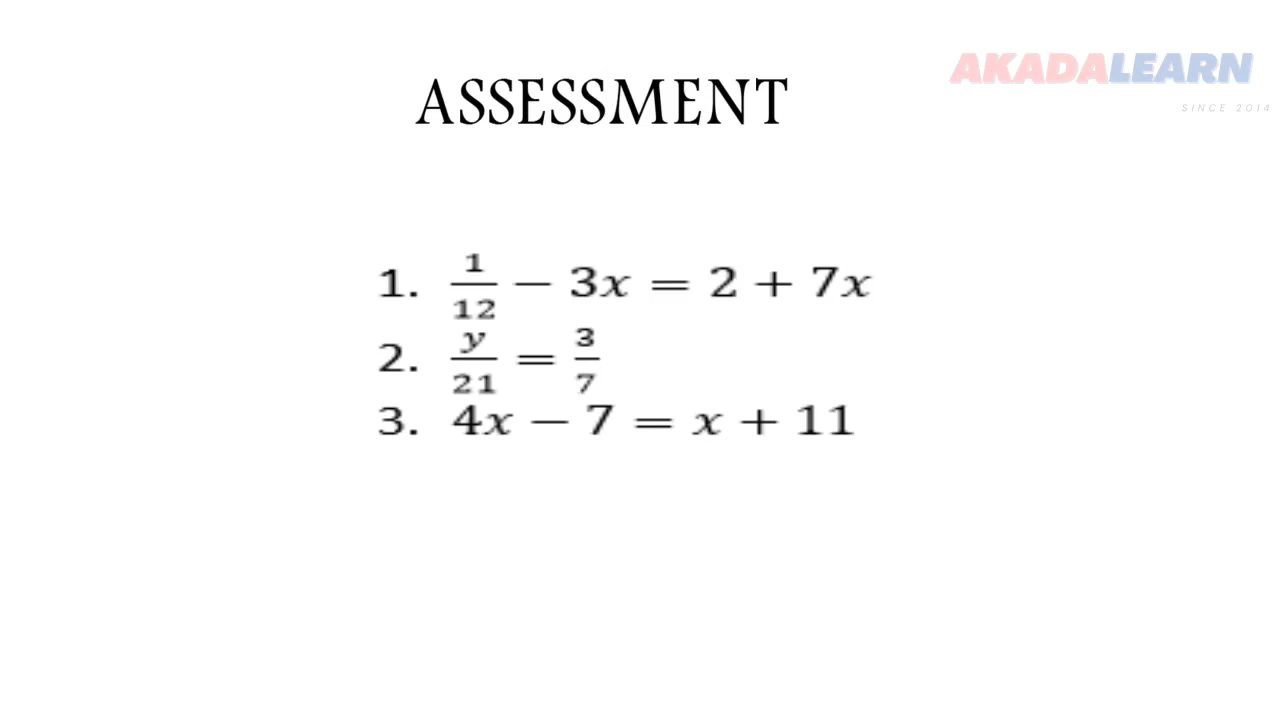 ASSESSMENT
AKADALEARN
SINCE 2014
1. 1/12 − 3x = 2 + 7x
2. y/21 = 3/7
3. 4x − 7 = x + 11